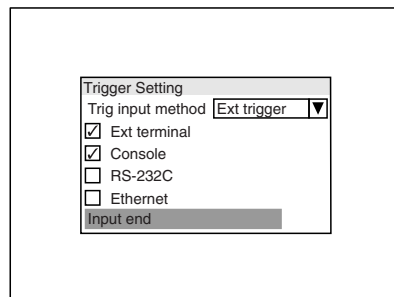 Trigger Setting
Trig input method Ext trigger
Ext terminal
Console
RS-232C
Ethernet
Input end